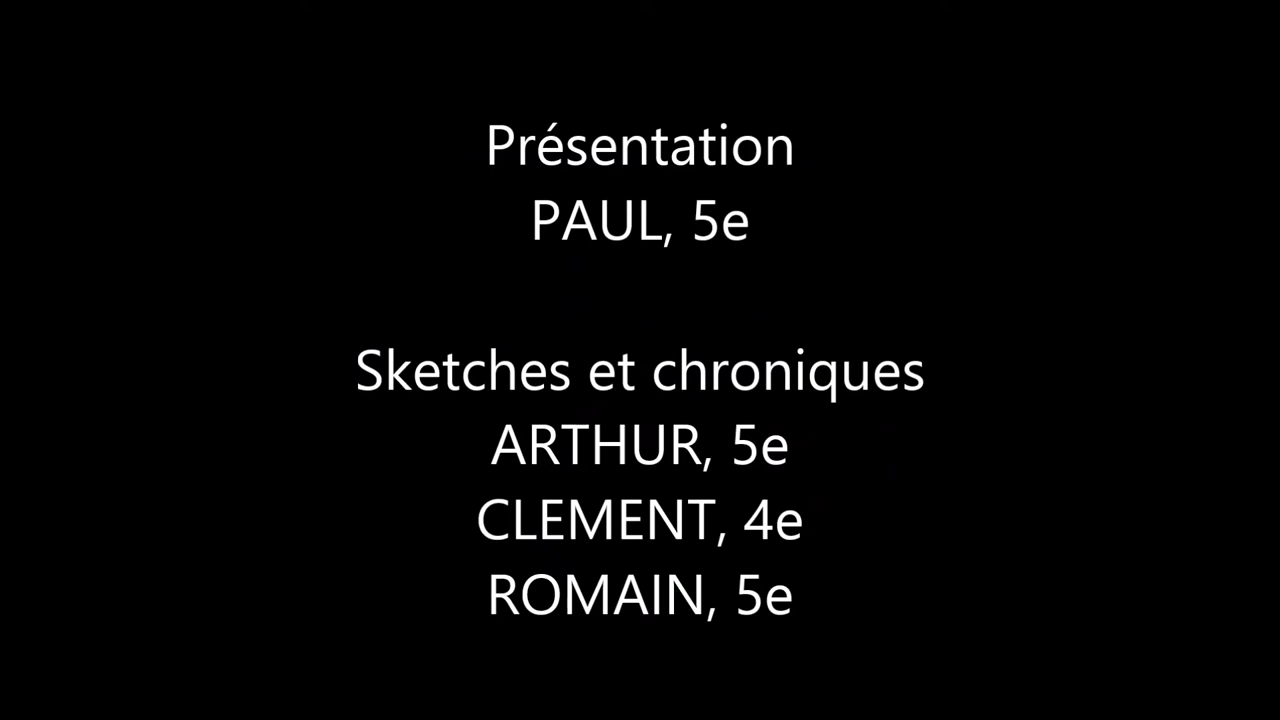 Présentation
PAUL, 5e
Sketches et chroniques
ARTHUR, 5e
CLEMENT, 4e
ROMAIN, 5e